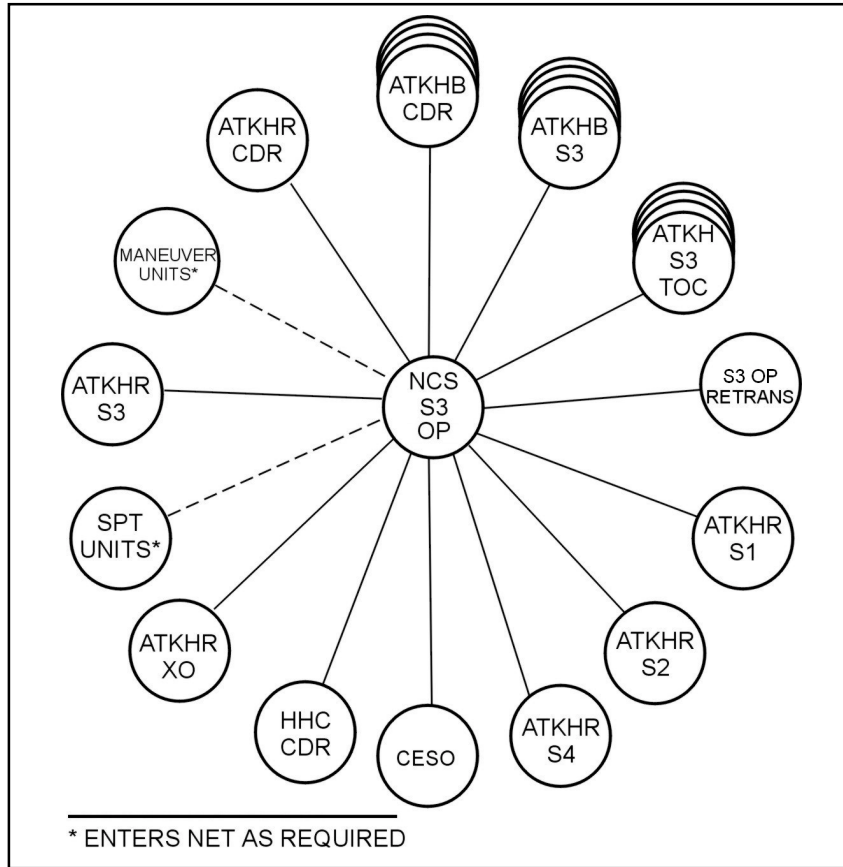 ATKHB
CDR
ATKHB
S3
ATKH
S3
TOC
S3 OP
RETRANS
ATKHR
S1
ATKHR
S2
ATKHR
S4
CESO
HHC
CDR
ATKHR
XO
SPT
UNITS*
ATKHR
S3
MANEUVER
UNITS*
ATKHR
CDR
NCS
S3
OP
* ENTERS NET AS REQUIRED